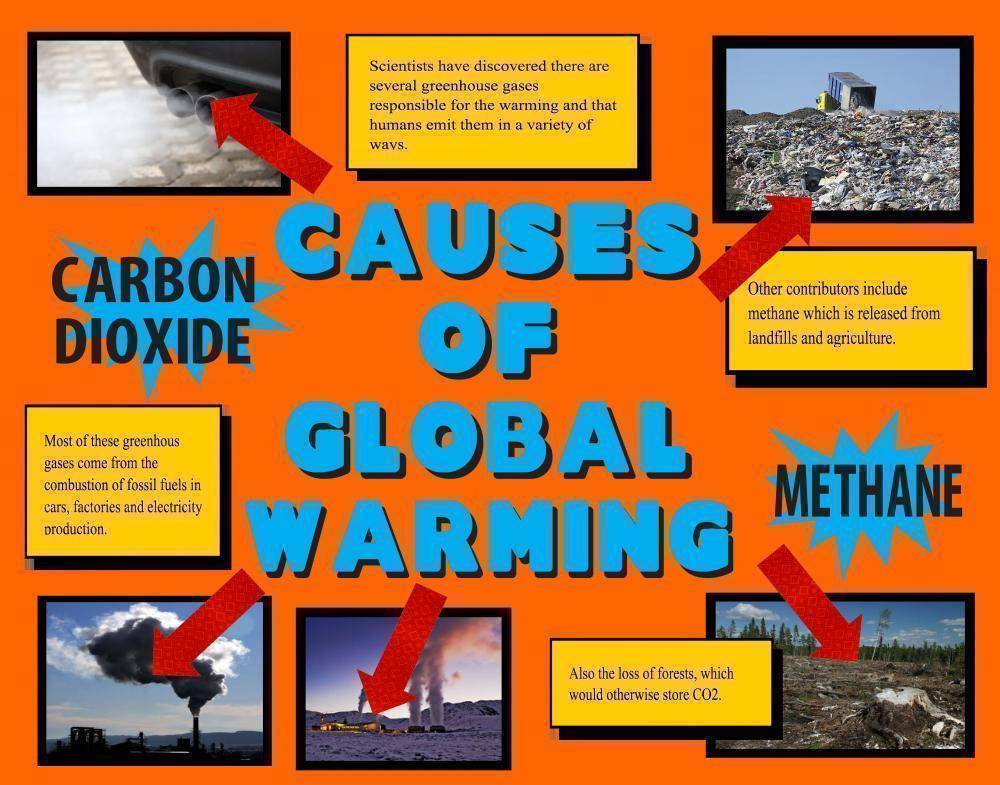 Scientists have discovered there are
several greenhouse gases
responsible for the warming and that
humans emit them in a variety of
ways.
CAUSES
OF
GLOBAL
WARMING
CARBON
DIOXIDE
Other contributors include
methane which is released from
landfills and agriculture.
Most of these greenhous
gases come from the
combustion of fossil fuels in
cars, factories and electricity
production.
METHANE
Also the loss of forests, which
would otherwise store CO2.